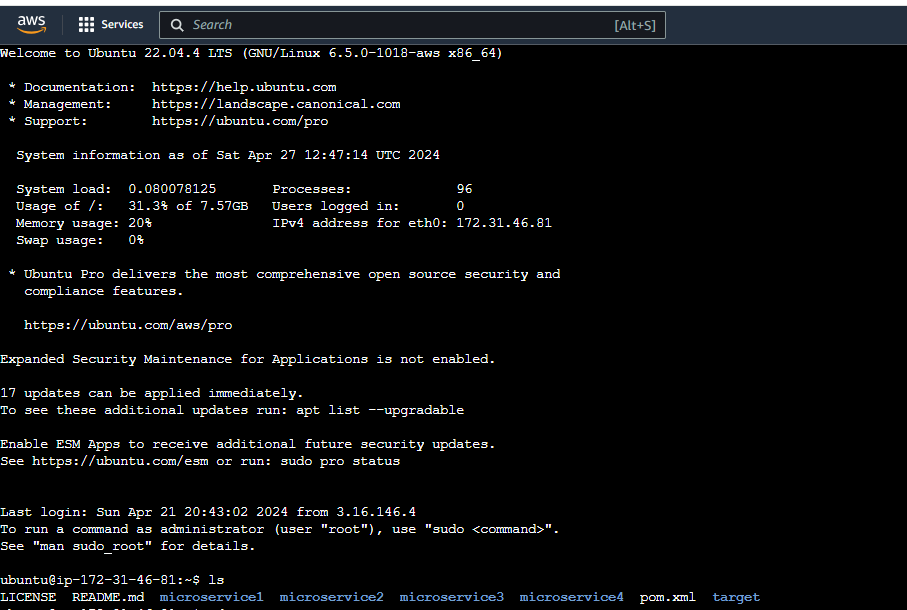 aws Services Search [Alt+S]
Welcome to Ubuntu 22.04.4 LTS (GNU/Linux 6.5.0-1018-aws x86_64)
* Documentation: https://help.ubuntu.com
* Management: https://landscape.canonical.com
* Support: https://ubuntu.com/pro
System information as of Sat Apr 27 12:47:14 UTC 2024
System load: 0.080078125 Processes: 96
Usage of /: 31.3% of 7.57GB Users logged in: 0
Memory usage: 20% IPv4 address for eth0: 172.31.46.81
Swap usage: 0%
* Ubuntu Pro delivers the most comprehensive open source security and
compliance features.
https://ubuntu.com/aws/pro
Expanded Security Maintenance for Applications is not enabled.
17 updates can be applied immediately.
To see these additional updates run: apt list --upgradable
Enable ESM Apps to receive additional future security updates.
See https://ubuntu.com/esm or run: sudo pro status
Last login: Sun Apr 21 20:43:02 2024 from 3.16.146.4
To run a command as administrator (user "root"), use "sudo <command>".
See "man sudo_root" for details.
ubuntu@ip-172-31-46-81:~$ ls
LICENSE README.md microservice1 microservice2 microservice3 microservice4 pom.xml target